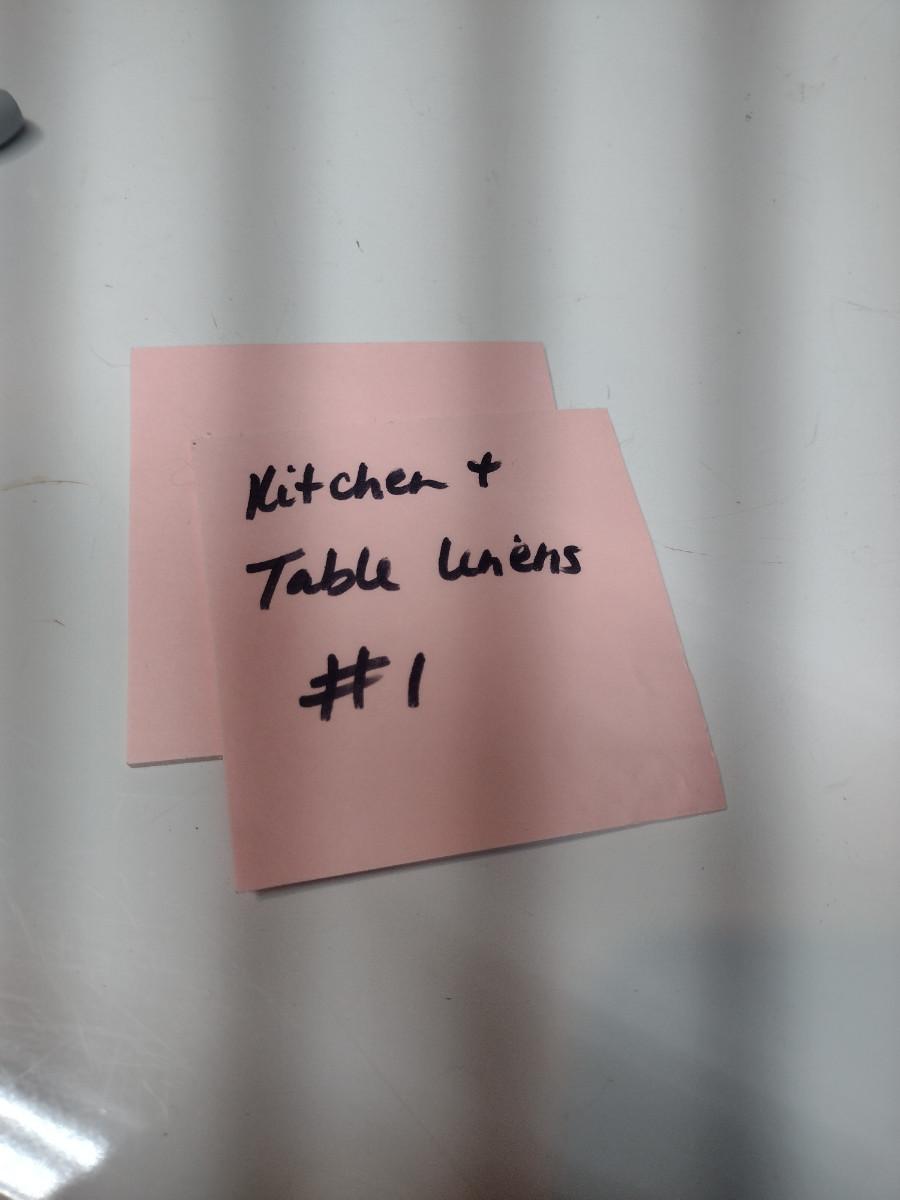 Kitchen +
Table linens
#1